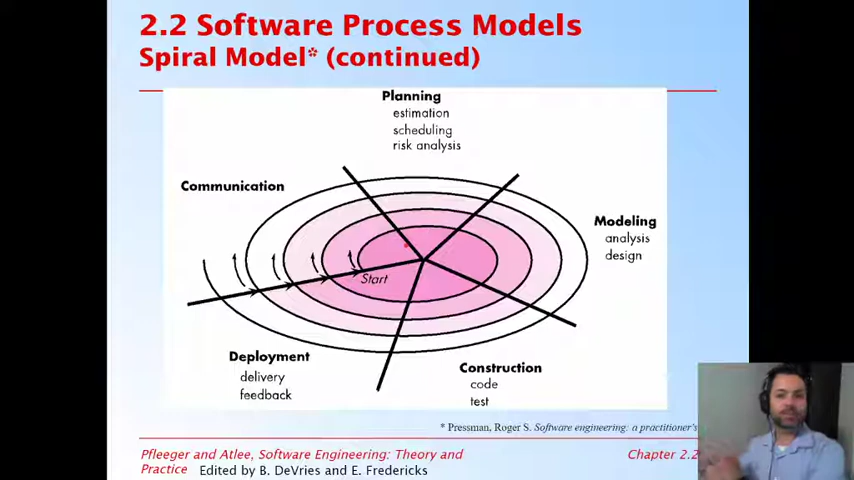 2.2 Software Process Models
Spiral Model* (continued)
Planning
estimation
scheduling
risk analysis
Communication
Modeling
analysis
design
Start
Deployment
delivery
feedback
Construction
code
test
* Pressman, Roger S. Software engineering: a practitioner's
Pfleeger and Atlee, Software Engineering: Theory and
Practice Edited by B. DeVries and E. Fredericks
Chapter 2.2